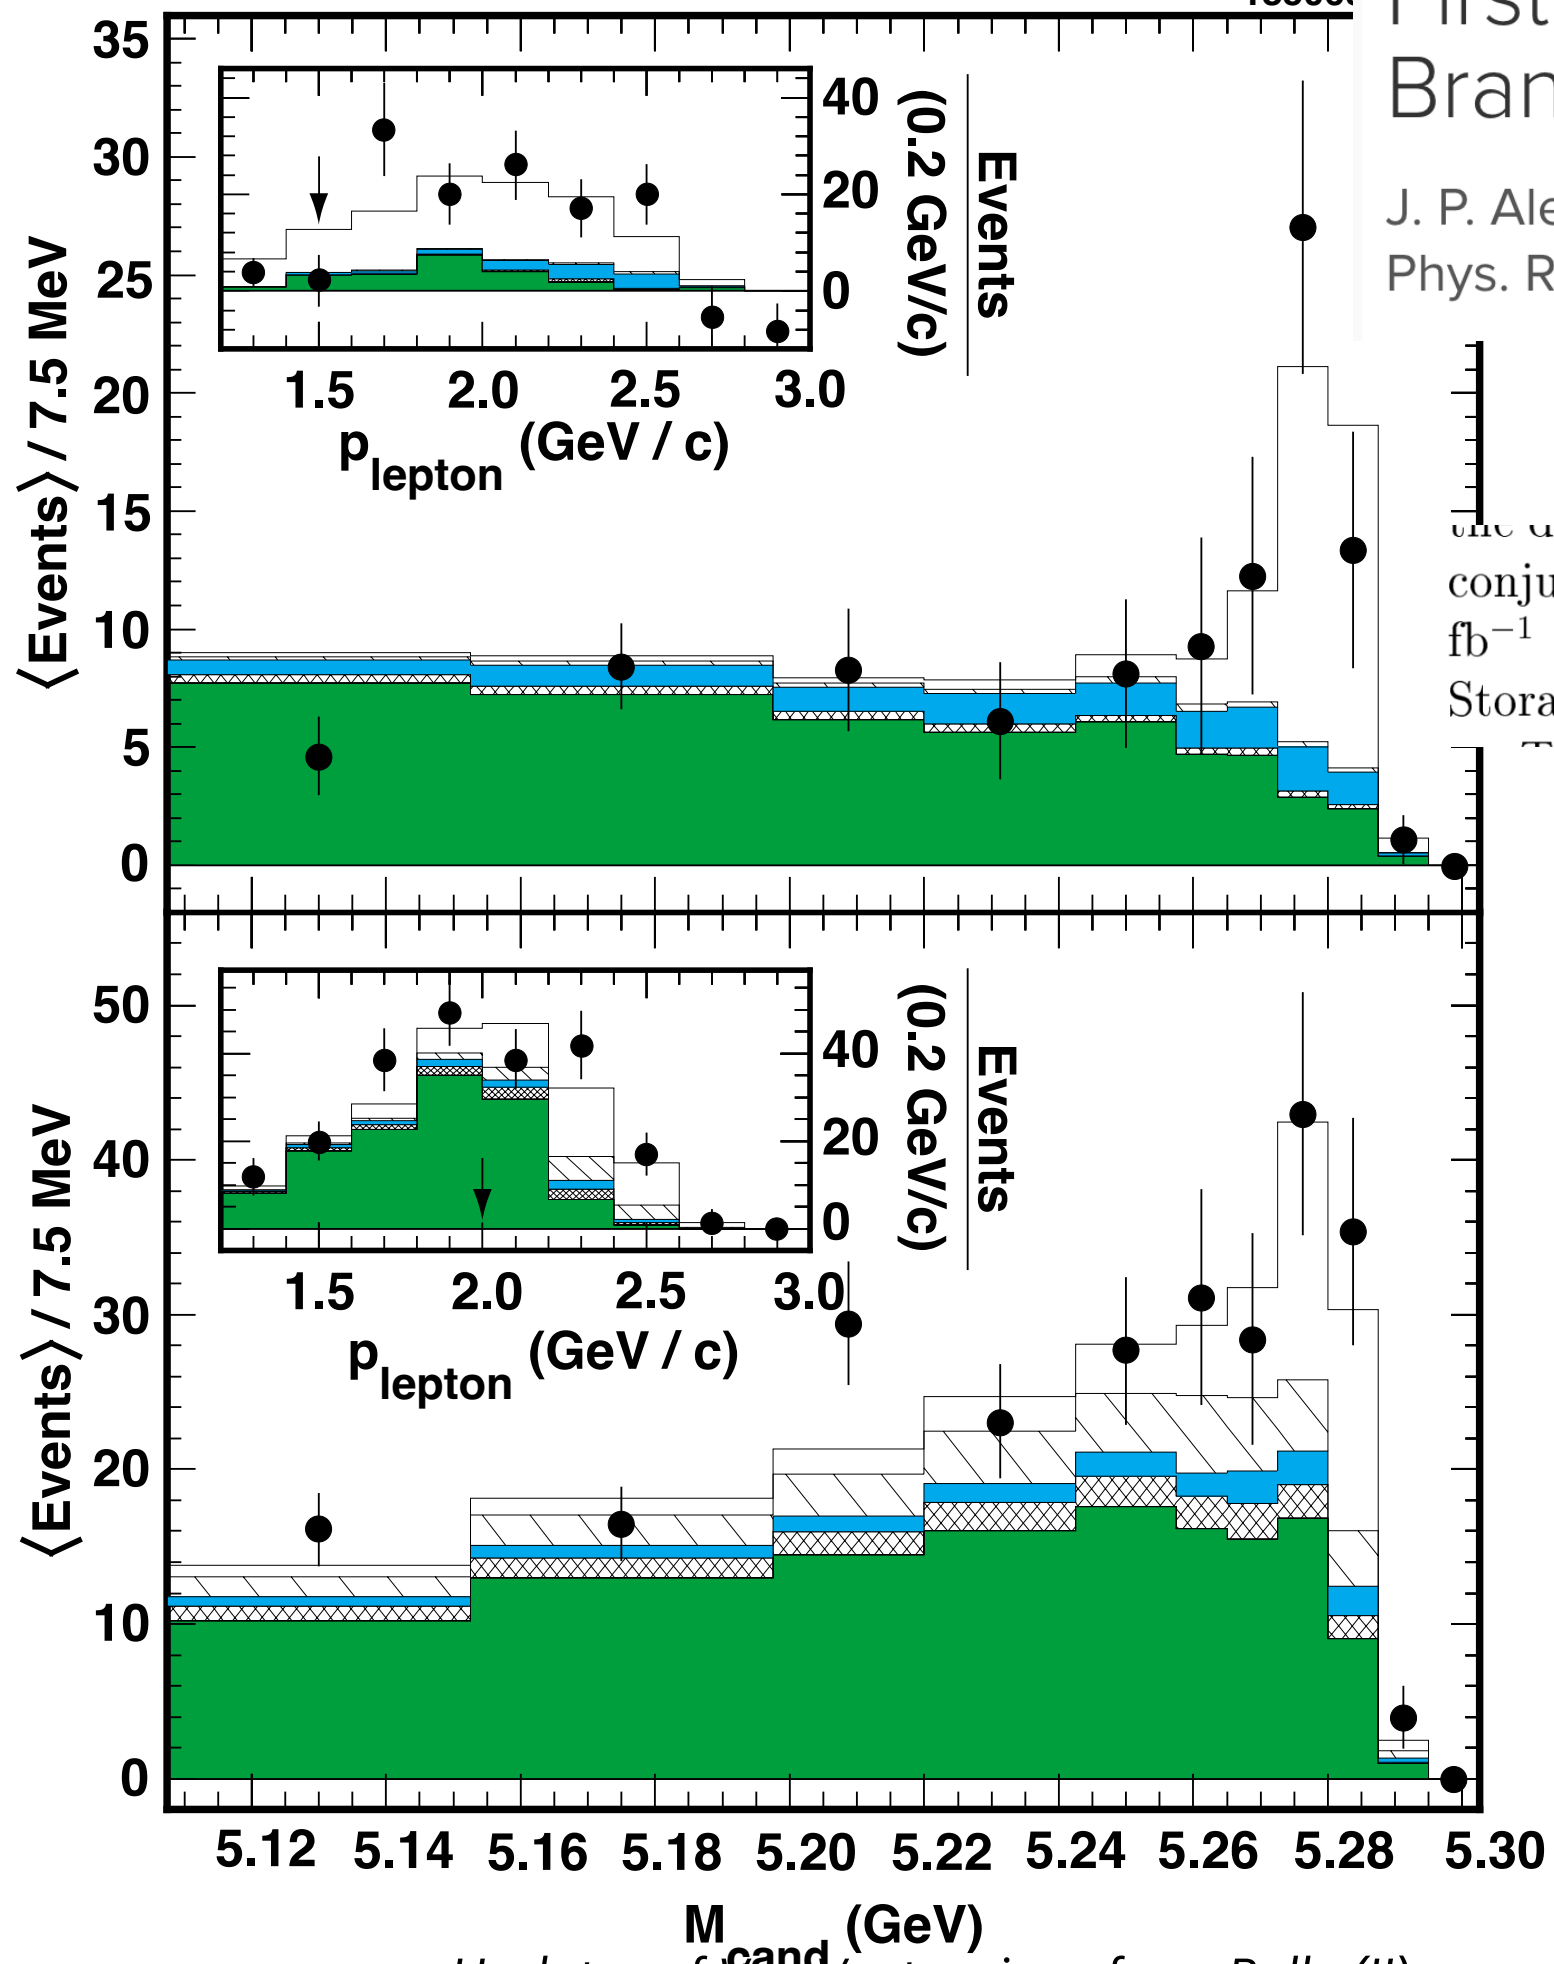 First
Bran
J. P. Ale
Phys. R
35
30
25
20
15
10
5
0
⟨Events⟩ / 7.5 MeV
40
20
0
Events
(0.2 GeV/c)
1.5 2.0 2.5 3.0
p lepton (GeV / c)
conju
fb−1
Stora
50
40
30
20
10
0
⟨Events⟩ / 7.5 MeV
40
20
0
Events
(0.2 GeV/c)
1.5 2.0 2.5 3.0
p lepton (GeV / c)
5.12 5.14 5.16 5.18 5.20 5.22 5.24 5.26 5.28 5.30
M cand (GeV)